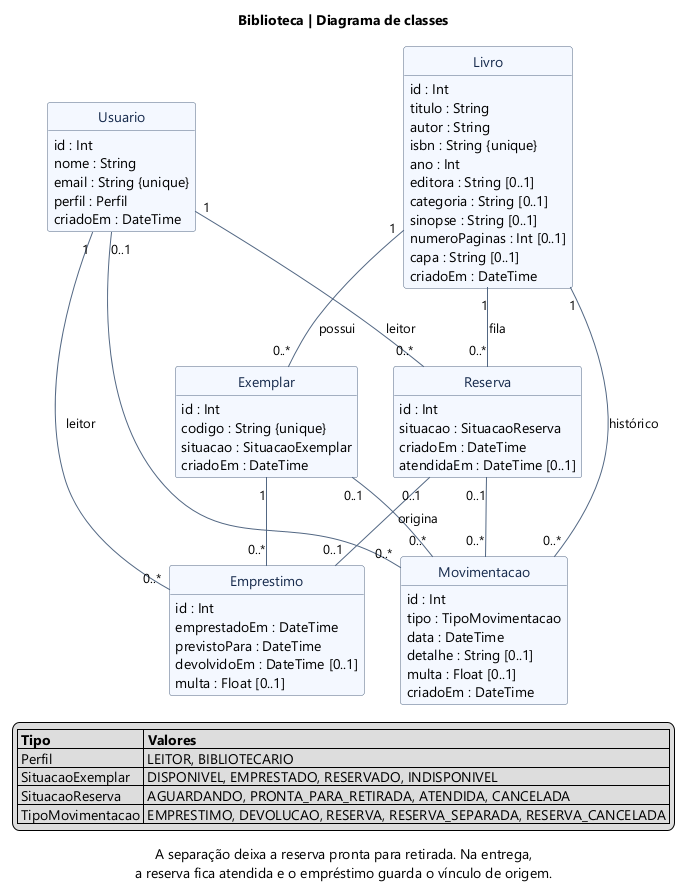 Biblioteca | Diagrama de classes
Usuario
id : Int
nome : String
email : String {unique}
perfil : Perfil
criadoEm : DateTime
Livro
id : Int
titulo : String
autor : String
isbn : String {unique}
ano : Int
editora : String [0..1]
categoria : String [0..1]
sinopse : String [0..1]
numeroPaginas : Int [0..1]
capa : String [0..1]
criadoEm : DateTime
1
1
1
0..1
1
1
possui
leitor
fila
0..*
0..*
0..*
Exemplar
id : Int
codigo : String {unique}
situacao : SituacaoExemplar
criadoEm : DateTime
Reserva
id : Int
situacao : SituacaoReserva
criadoEm : DateTime
atendidaEm : DateTime [0..1]
leitor
histórico
1
0..1
0..1
0..1
origina
0..*
0..*
0..1
0..*
0..*
0..*
0..*
Emprestimo
id : Int
emprestadoEm : DateTime
previstoPara : DateTime
devolvidoEm : DateTime [0..1]
multa : Float [0..1]
Movimentacao
id : Int
tipo : TipoMovimentacao
data : DateTime
detalhe : String [0..1]
multa : Float [0..1]
criadoEm : DateTime
Tipo Valores
Perfil LEITOR, BIBLIOTECARIO
SituacaoExemplar DISPONIVEL, EMPRESTADO, RESERVADO, INDISPONIVEL
SituacaoReserva AGUARDANDO, PRONTA_PARA_RETIRADA, ATENDIDA, CANCELADA
TipoMovimentacao EMPRESTIMO, DEVOLUCAO, RESERVA, RESERVA_SEPARADA, RESERVA_CANCELADA
A separação deixa a reserva pronta para retirada. Na entrega,
a reserva fica atendida e o empréstimo guarda o vínculo de origem.